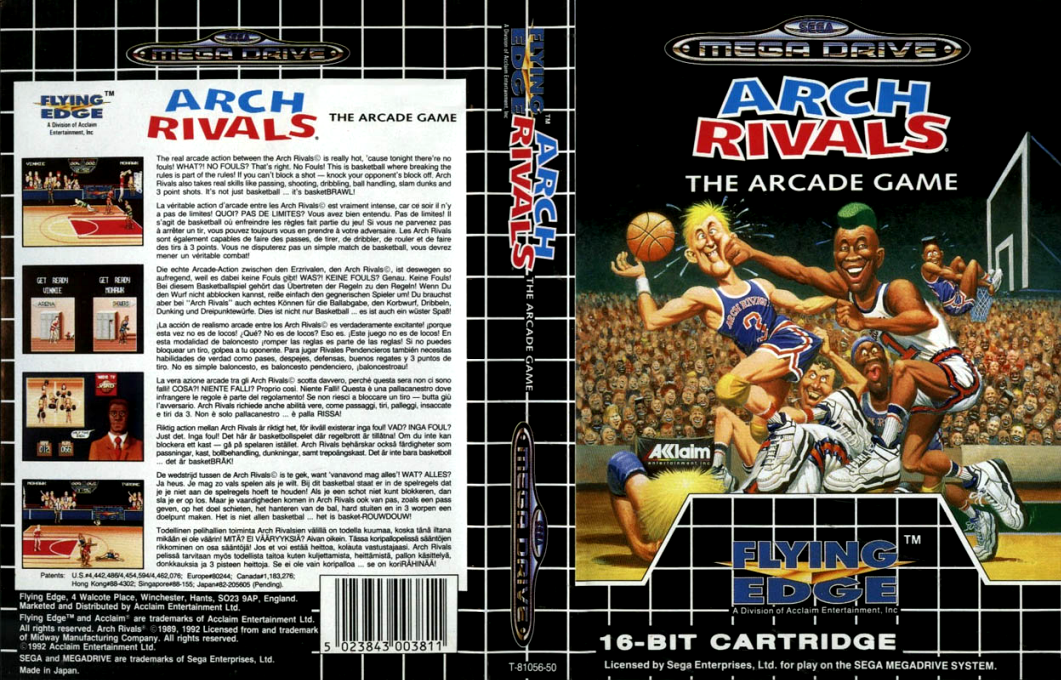 SEGA
MEGA DRIVE
FLYING
EDGE
TM
A Division of Acclaim
Entertainment, Inc
ARCH
RIVALS®
THE ARCADE GAME
The real arcade action between the Arch Rivals© is really hot, 'cause tonight there're no
fouls! WHAT?! NO FOULS? That's right. No Fouls! This is basketball where breaking the
rules is part of the rules! If you can't block a shot — knock your opponent's block off. Arch
Rivals also takes real skills like passing, shooting, dribbling, ball handling, slam dunks and
3 point shots. It's not just basketball ... it's basketBRAWL!
La véritable action d'arcade entre les Arch Rivals© est vraiment intense, car ce soir il n'y
a pas de limites! QUOI? PAS DE LIMITES? Vous avez bien entendu. Pas de limites! Il
s'agit de basketball où enfreindre les règles fait partie du jeu! Si vous ne parvenez pas
à arrêter un tir, vous pouvez toujours vous en prendre à votre adversaire. Les Arch Rivals
sont également capables de faire des passes, de tirer, de dribbler, de rouler et de faire
des tirs à 3 points. Vous ne disputerez pas un simple match de basketball, vous devrez
mener un véritable combat!
Die echte Arcade-Action zwischen den Erzrivalen, den Arch Rivals©, ist deswegen so
aufregend, weil es dabei keine Fouls gibt! WAS?! KEINE FOULS? Genau. Keine Fouls!
Bei diesem Basketballspiel gehört das Übertreten der Regeln zu den Regeln! Wenn Du
den Wurf nicht abblocken kannst, reiße einfach den gegnerischen Spieler um! Du brauchst
aber bei "Arch Rivals" auch echtes Können für die Ballabgabe, den Korbwurf, Dribbeln,
Dunking und Dreipunktewürfe. Dies ist nicht nur Basketball ... es ist auch ein wüster Spaß!
¡La acción de realismo arcade entre los Arch Rivals© es verdaderamente excitante! ¡porque
esta vez no es de locos! ¿Qué? No es de locos? Eso es. ¡Este juego no es de locos! En
esta modalidad de baloncesto ¡romper las reglas es parte de las reglas! Si no puedes
bloquear un tiro, golpea a tu oponente. Para jugar Rivales Pendencieros también necesitas
habilidades de verdad como pases, despejes, defensas, buenos regates y 3 puntos de
tiro. No es simple baloncesto, es baloncesto pendenciero, ¡baloncestroarau!
La vera azione arcade tra gli Arch Rivals© scotta davvero, perché questa sera non ci sono
falli! COSA?! NIENTE FALLI? Proprio così. Niente Falli! Questa è una pallacanestro dove
infrangere le regole è parte del regolamento! Se non riesci a bloccare un tiro — butta giù
l'avversario. Arch Rivals richiede anche abilità vere, come passaggi, tiri, palleggi, insaccate
e tiri da 3. Non è solo pallacanestro ... è palla RISSA!
Riktig action mellan Arch Rivals är riktigt het, för ikväll existerar inga foul! VAD? INGA FOUL?
Just det. Inga foul! Det här är basketbollspelet där regelbrott är tillåtna! Om du inte kan
blockera ett kast — gå på spelaren istället. Arch Rivals behärskar också färdigheter som
passningar, kast, bollbehandling, dunkningar, samt trepoängskast. Det är inte bara basketboll
... det är basketBRÅK!
De wedstrijd tussen de Arch Rivals© is te gek, want 'vanavond mag alles'! WAT? ALLES?
Ja heus. Je mag zo vals spelen als je wilt. Bij dit basketbal staat er in de spelregels dat
je je niet aan de spelregels hoeft te houden! Als je een schot niet kunt blokkeren, dan
sla je er op los. Maar je vaardigheden komen in Arch Rivals ook van pas, zoals een pass
geven, op het doel schieten, het hanteren van de bal, hard stuiten en in 3 worpen een
doelpunt maken. Het is niet allen basketbal ... het is basket-ROUWDOUW!
Todellinen pelihallien toiminta Arch Rivalsien välillä on todella kuumaa, koska tänä iltana
mikään ei ole väärin! MITÄ? EI VÄÄRYYKSIÄ? Aivan oikein. Tässä koripallopelissä sääntöjen
rikkominen on osa sääntöjä! Jos et voi estää heittoa, kolauta vastustajaasi. Arch Rivals
pelissä tarvitaan myös todellista taitoa kuten kuljettamista, heittämistä, pallon käsittelyä,
donkkauksia ja 3 pisteen heittoja. Se ei ole vain koripalloa ... se on koriRÄHINÄÄ!
VINNIE MOHAWK
GET READY
VINNIE
GET READY
MOHAWK
MOHAWK TYRONE
Patents: U.S.#4,442,486/4,454,594/4,462,076; Europe#80244; Canada#1,183,276;
Hong Kong#88-4302; Singapore#88-155; Japan#82-205605 (Pending).
Flying Edge, 4 Walcote Place, Winchester, Hants, SO23 9AP, England.
Marketed and Distributed by Acclaim Entertainment Ltd.
Flying Edge™ and Acclaim® are trademarks of Acclaim Entertainment Ltd.
All rights reserved. Arch Rivals® ©1989, 1992 Licensed from and trademark
of Midway Manufacturing Company. All rights reserved.
©1992 Acclaim Entertainment Ltd.
SEGA and MEGADRIVE are trademarks of Sega Enterprises, Ltd.
Made in Japan.
5 023843 003811
A Division of Acclaim Entertainment, Inc
FLYING
EDGE
TM
ARCH
RIVALS®
THE ARCADE GAME
SEGA
MEGA DRIVE
T-81056-50
SEGA
MEGA DRIVE
ARCH
RIVALS®
THE ARCADE GAME
ARCH RIVALS
3
Acclaim
entertainment, inc.
FLYING
EDGE
TM
A Division of Acclaim Entertainment, Inc
16-BIT CARTRIDGE
Licensed by Sega Enterprises, Ltd. for play on the SEGA MEGADRIVE SYSTEM.